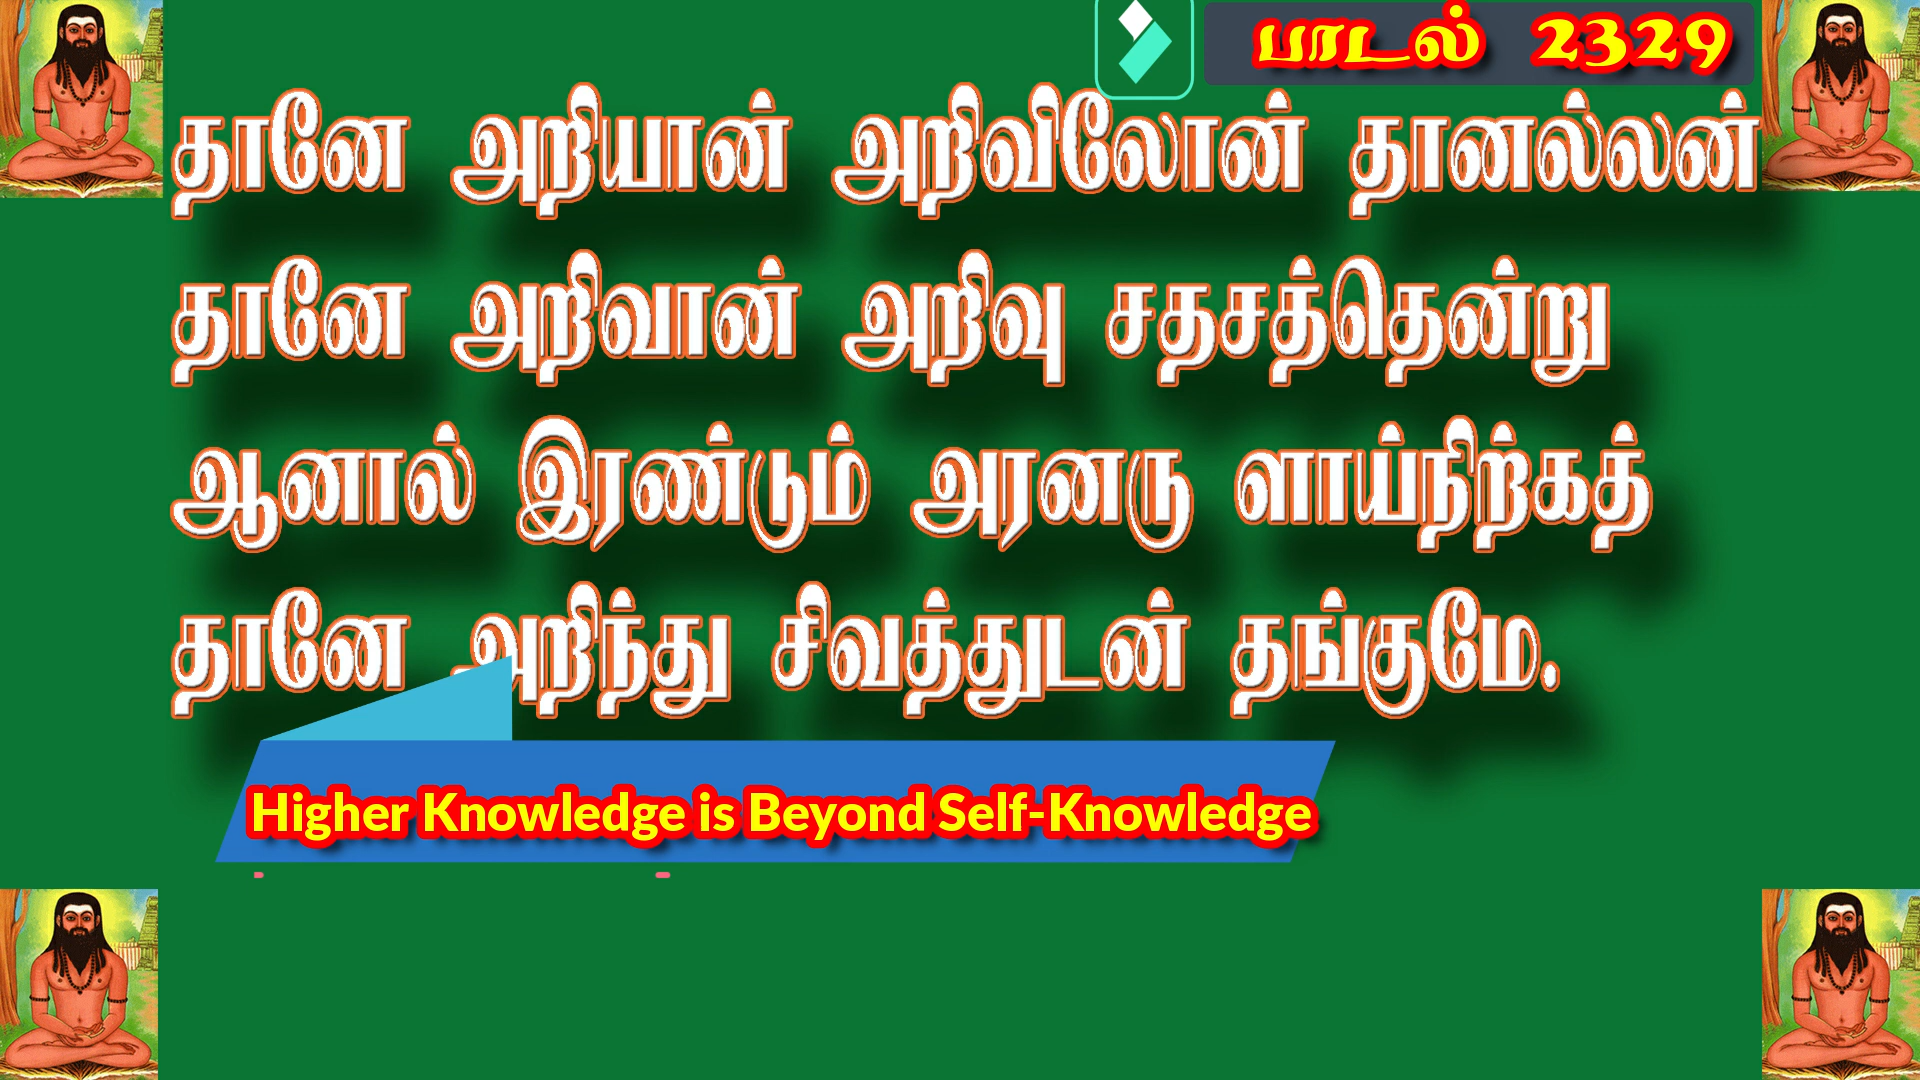 பாடல் 2329
தானே அறியான் அறிவிலோன் தானல்லன்
தானே அறிவான் அறிவு சதசத்தென்று
ஆனால் இரண்டும் அரனரு ளாய்நிற்கத்
தானே அறிந்து சிவத்துடன் தங்குமே.
Higher Knowledge is Beyond Self-Knowledge